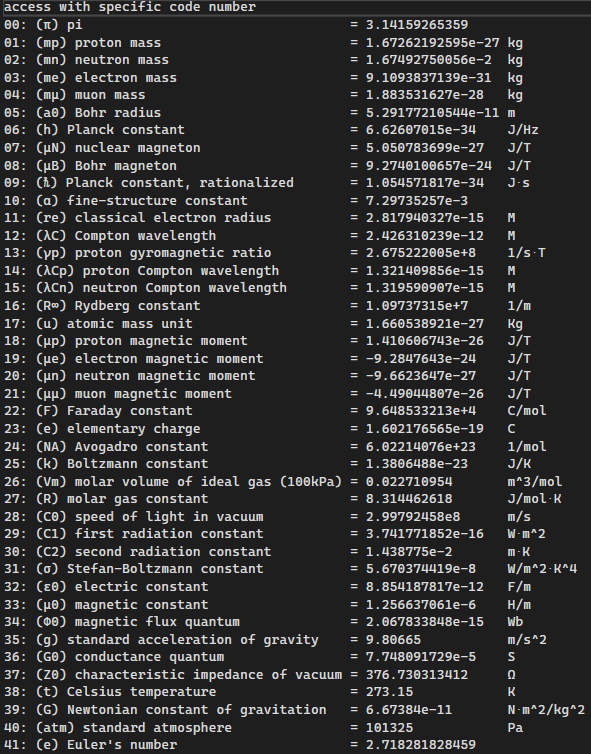 access with specific code number
00: (π) pi = 3.14159265359
01: (mp) proton mass = 1.67262192595e-27 kg
02: (mn) neutron mass = 1.67492750056e-2 kg
03: (me) electron mass = 9.1093837139e-31 kg
04: (mμ) muon mass = 1.883531627e-28 kg
05: (a0) Bohr radius = 5.29177210544e-11 m
06: (h) Planck constant = 6.62607015e-34 J/Hz
07: (μN) nuclear magneton = 5.050783699e-27 J/T
08: (μB) Bohr magneton = 9.2740100657e-24 J/T
09: (ℏ) Planck constant, rationalized = 1.054571817e-34 J·s
10: (α) fine-structure constant = 7.29735257e-3
11: (re) classical electron radius = 2.817940327e-15 M
12: (λC) Compton wavelength = 2.426310239e-12 M
13: (γp) proton gyromagnetic ratio = 2.675222005e+8 1/s·T
14: (λCp) proton Compton wavelength = 1.321409856e-15 M
15: (λCn) neutron Compton wavelength = 1.319590907e-15 M
16: (R∞) Rydberg constant = 1.09737315e+7 1/m
17: (u) atomic mass unit = 1.660538921e-27 Kg
18: (μp) proton magnetic moment = 1.410606743e-26 J/T
19: (μe) electron magnetic moment = -9.2847643e-24 J/T
20: (μn) neutron magnetic moment = -9.6623647e-27 J/T
21: (μμ) muon magnetic moment = -4.49044807e-26 J/T
22: (F) Faraday constant = 9.648533213e+4 C/mol
23: (e) elementary charge = 1.602176565e-19 C
24: (NA) Avogadro constant = 6.02214076e+23 1/mol
25: (k) Boltzmann constant = 1.3806488e-23 J/K
26: (Vm) molar volume of ideal gas (100kPa) = 0.022710954 m^3/mol
27: (R) molar gas constant = 8.314462618 J/mol·K
28: (C0) speed of light in vacuum = 2.99792458e8 m/s
29: (C1) first radiation constant = 3.741771852e-16 W·m^2
30: (C2) second radiation constant = 1.438775e-2 m·K
31: (σ) Stefan-Boltzmann constant = 5.670374419e-8 W/m^2·K^4
32: (ε0) electric constant = 8.854187817e-12 F/m
33: (μ0) magnetic constant = 1.256637061e-6 H/m
34: (Φ0) magnetic flux quantum = 2.067833848e-15 Wb
35: (g) standard acceleration of gravity = 9.80665 m/s^2
36: (G0) conductance quantum = 7.748091729e-5 S
37: (Z0) characteristic impedance of vacuum = 376.730313412 Ω
38: (t) Celsius temperature = 273.15 K
39: (G) Newtonian constant of gravitation = 6.67384e-11 N·m^2/kg^2
40: (atm) standard atmosphere = 101325 Pa
41: (e) Euler's number = 2.718281828459